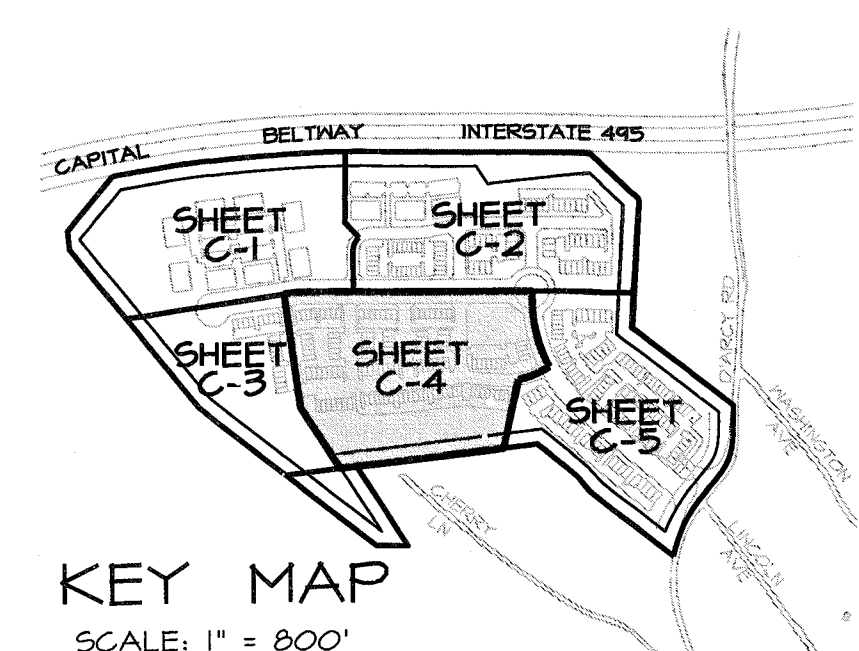 CAPITAL BELTWAY INTERSTATE 495
SHEET
C-1
SHEET
C-2
SHEET
C-3
SHEET
C-4
SHEET
C-5
D'ARCY RD
WASHINGTON
AVE
CHERRY
LN
LINCOLN
AVE
KEY MAP
SCALE: 1" = 800'